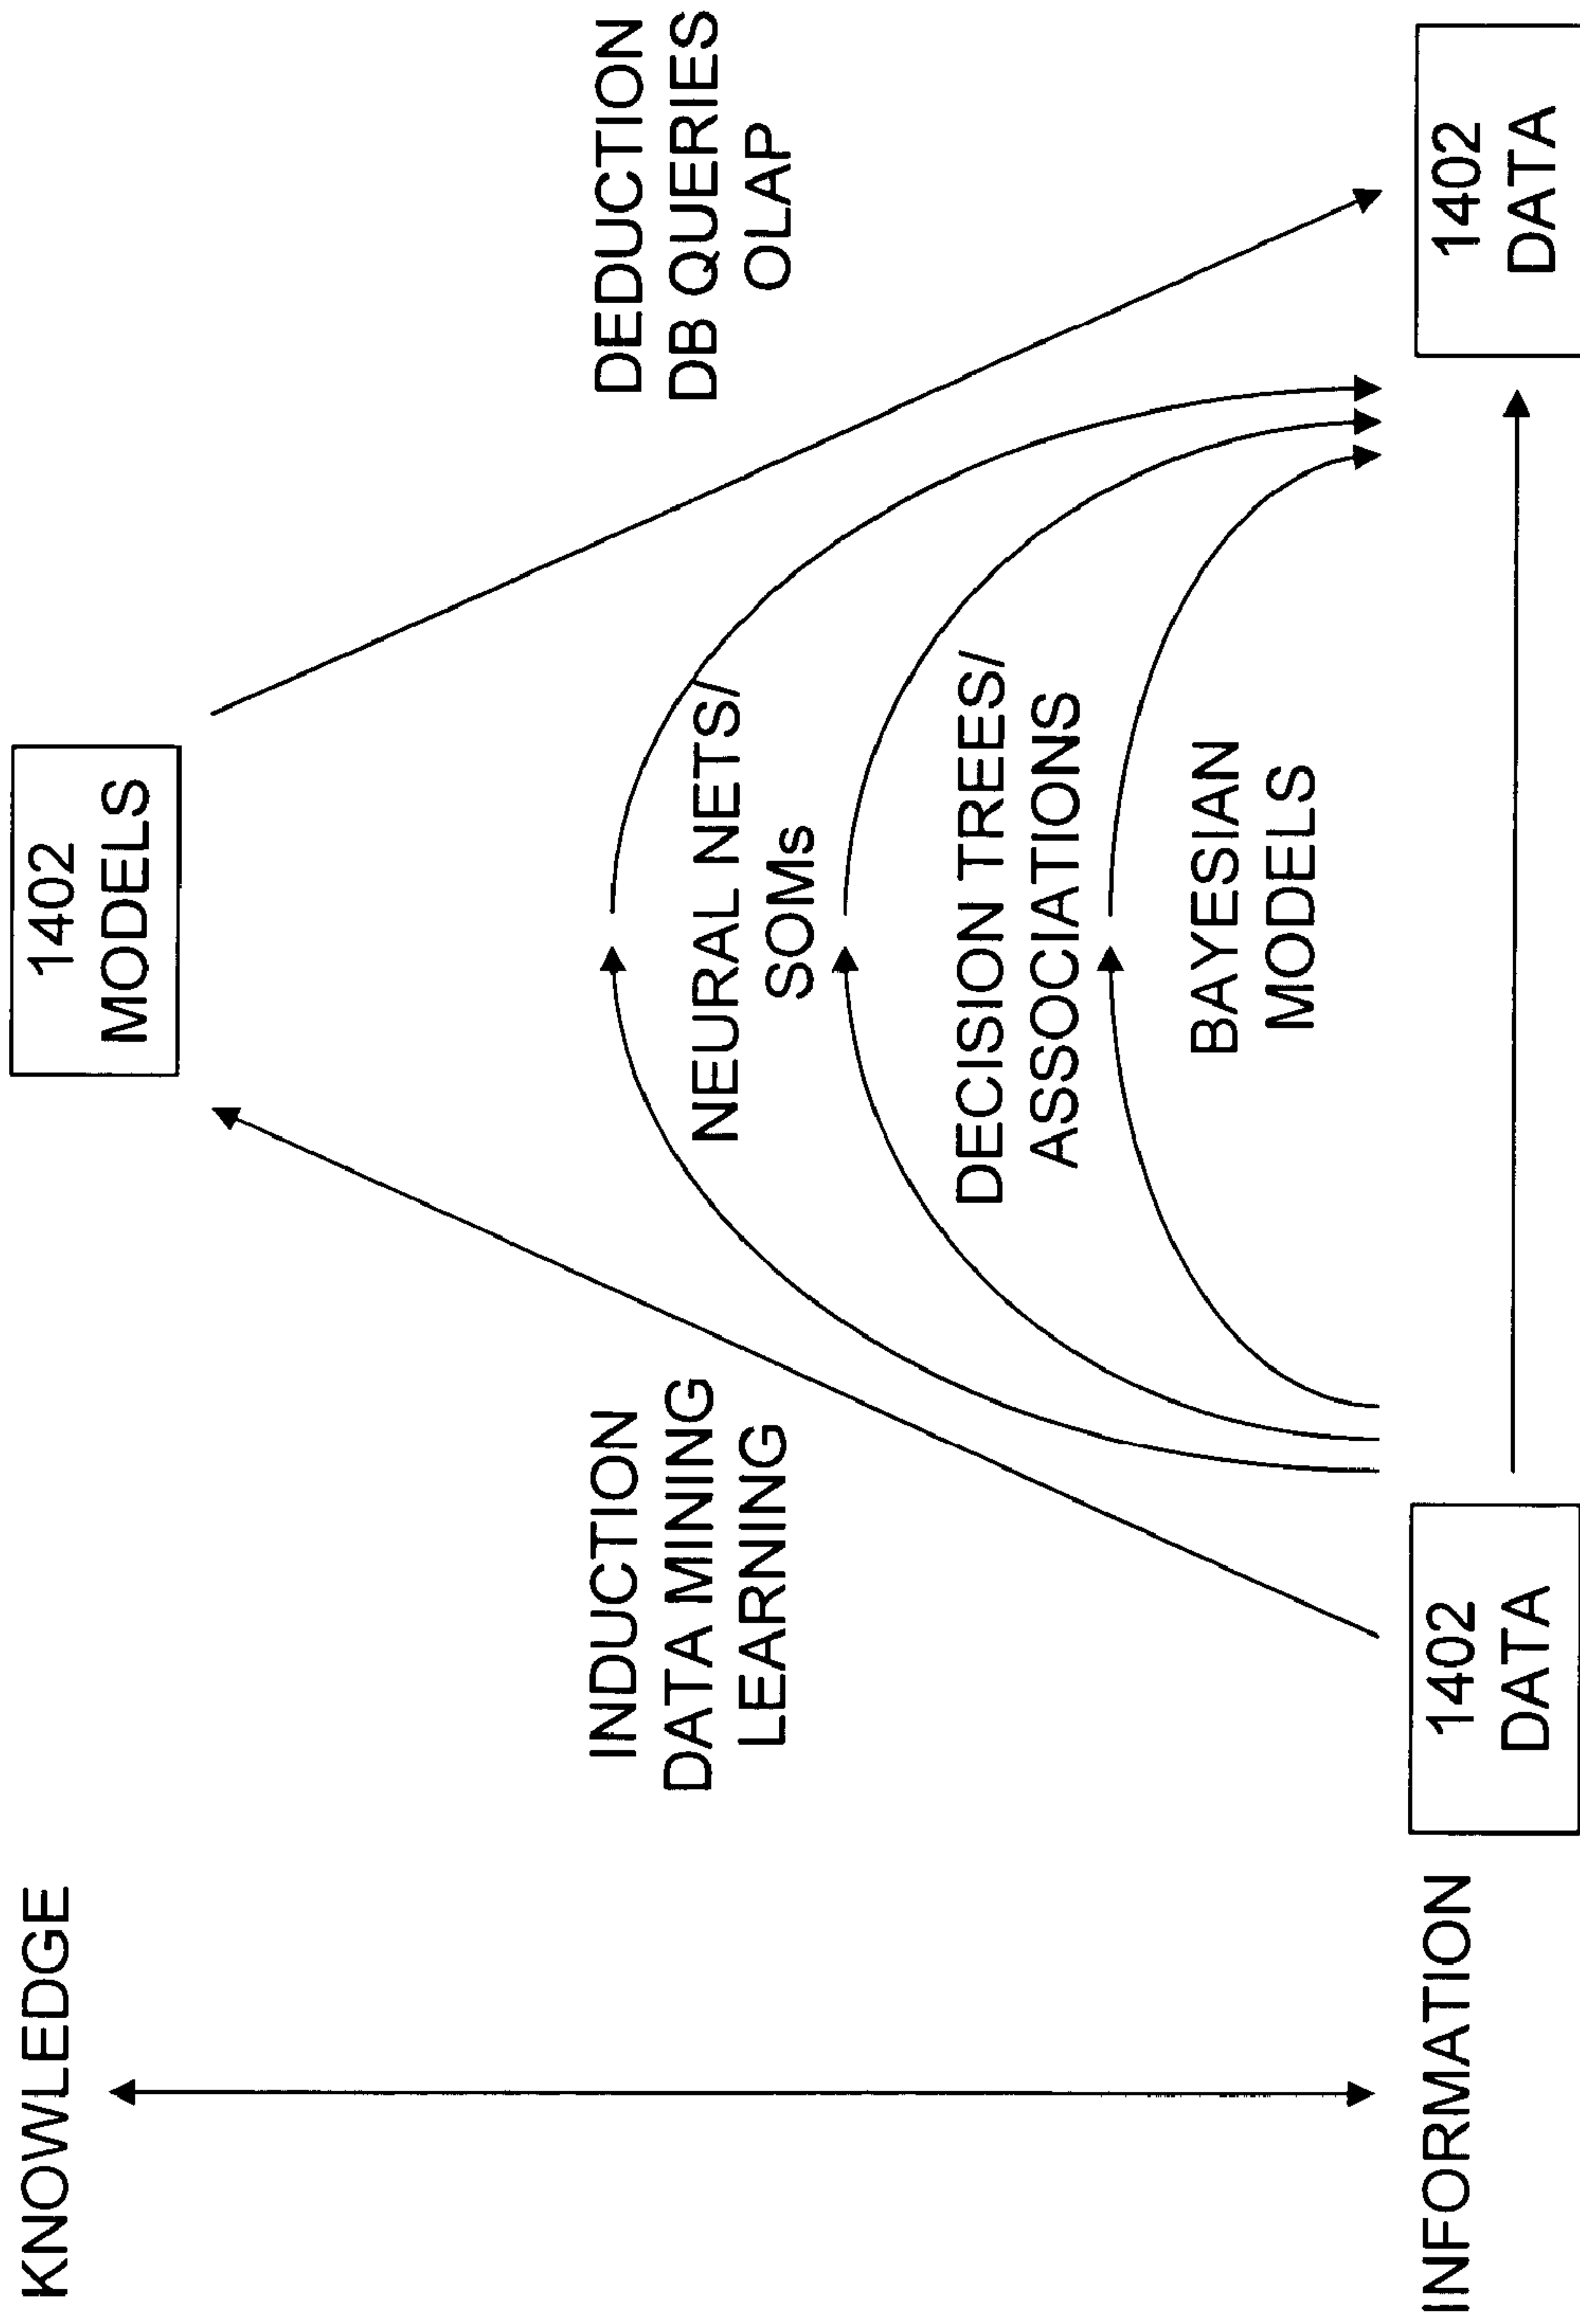 KNOWLEDGE
1402
MODELS
INDUCTION
DATA MINING
LEARNING
DEDUCTION
DB QUERIES
OLAP
NEURAL NETS/
SOMs
DECISION TREES/
ASSOCIATIONS
BAYESIAN
MODELS
INFORMATION
1402
DATA
1402
DATA